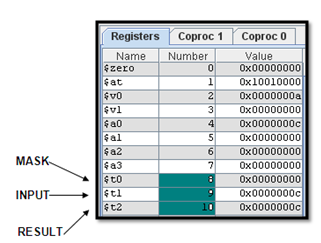 Registers Coproc 1 Coproc 0
Name Number Value
$zero 0 0x00000000
$at 1 0x10010000
$v0 2 0x0000000a
$v1 3 0x00000000
$a0 4 0x0000000c
$a1 5 0x00000000
$a2 6 0x00000000
$a3 7 0x00000000
MASK $t0 8 0x00000000
INPUT $t1 9 0x0000000c
RESULT $t2 10 0x0000000c